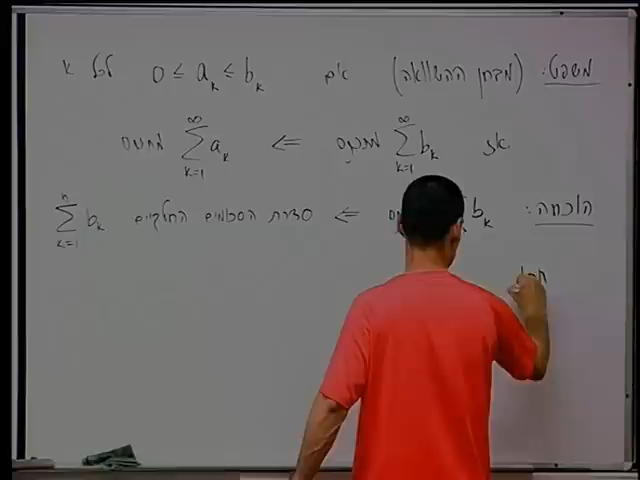 משפט: (מבחן ההשוואה) אם 0 ≤ a_k ≤ b_k לכל k
אז ∑_{k=1}^{∞} b_k מתכנס ⇐ ∑_{k=1}^{∞} a_k מתכנס
הוכחה: b_k ⇐ סדרת הסכומים החלקיים ∑_{k=1}^{n} b_k